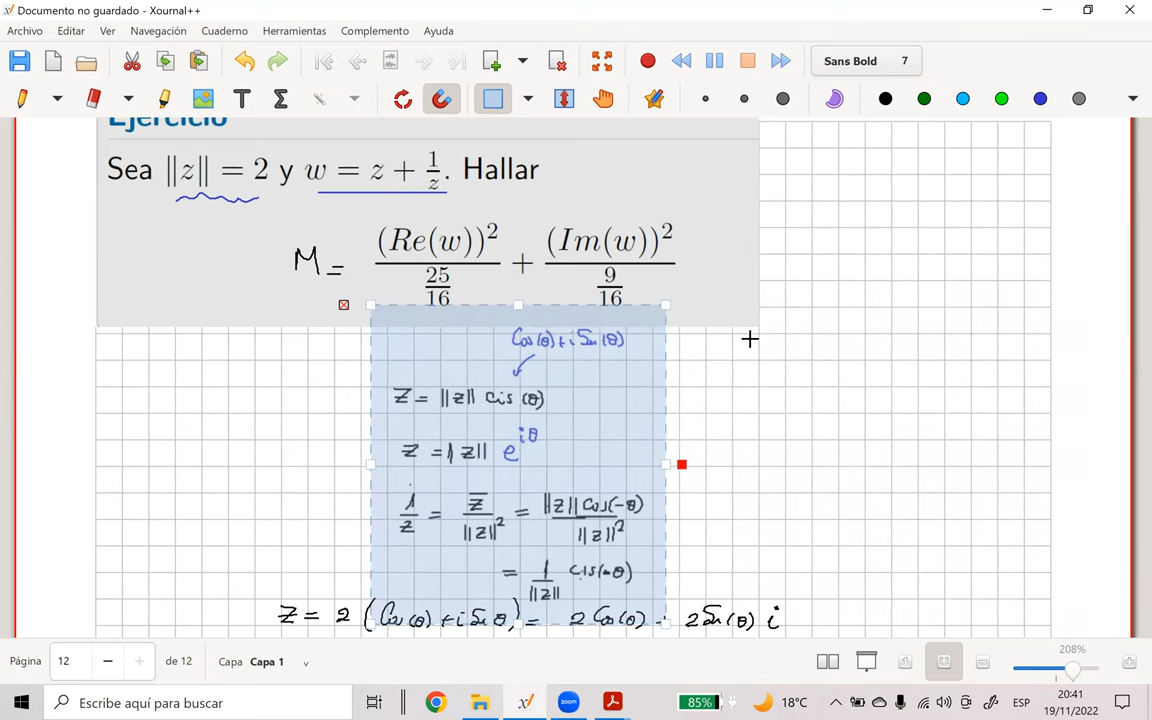 Documento no guardado - Xournal++
Archivo Editar Ver Navegación Cuaderno Herramientas Complemento Ayuda
Sans Bold 7
Ejercicio
Sea ||z|| = 2 y w = z + 1/z. Hallar
M = (Re(w))² / (25/16) + (Im(w))² / (9/16)
Cos(θ)+i Sen(θ)
Z = ||z|| cis (θ)
Z = ||z|| e^{iθ}
1/z = z̅/||z||² = ||z|| Cos(-θ)/||z||²
= 1/||z|| cis(-θ)
Z = 2 (Cos(θ) + i Sen θ) = 2 Cos(θ) + 2 Sen(θ) i
Página 12 de 12 Capa Capa 1 208%
Escribe aquí para buscar 85% 18°C ESP 20:41
19/11/2022